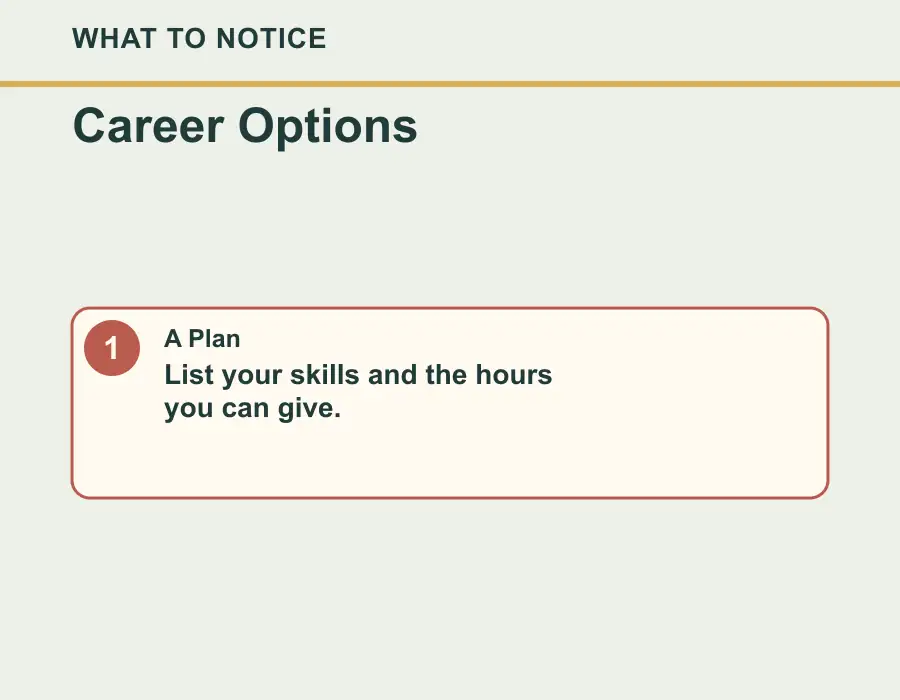 WHAT TO NOTICE
Career Options
1
A Plan
List your skills and the hours
you can give.